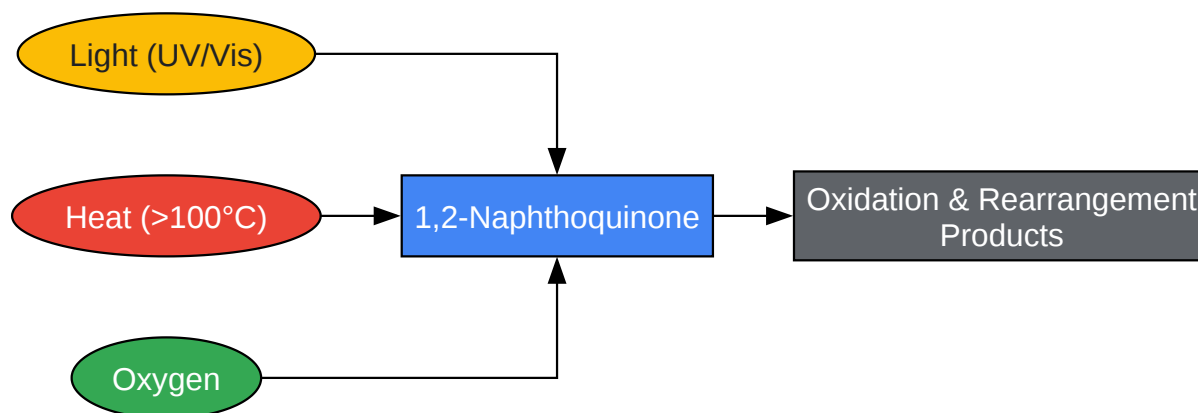 Light (UV/Vis)
Heat (>100°C)
1,2-Naphthoquinone
Oxidation & Rearrangement
Products
Oxygen